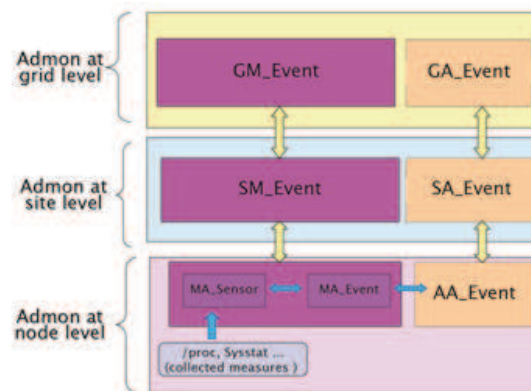 Admon at
grid level
GM_Event
GA_Event
Admon at
site level
SM_Event
SA_Event
Admon at
node level
MA_Sensor
MA_Event
AA_Event
/proc, Sysstat ...
(collected measures )